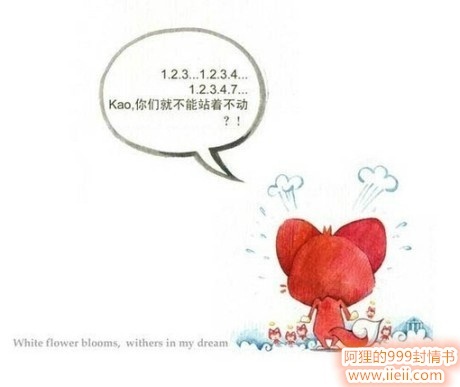 1.2.3...1.2.3.4...
1.2.3.4.7...
Kao,你们就不能站着不动
?!
White flower blooms, withers in my dream
阿狸的999封情书
www.iieii.com